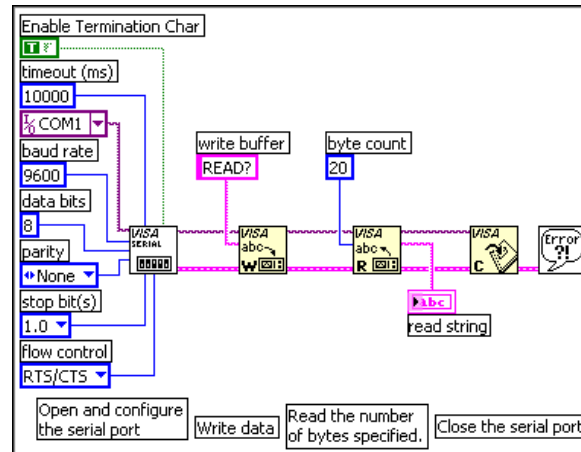 Enable Termination Char
T
timeout (ms)
10000
I/O COM1
baud rate
9600
data bits
8
parity
None
stop bit(s)
1.0
flow control
RTS/CTS
VISA
SERIAL
write buffer
READ?
VISA
abc
W
byte count
20
VISA
abc
R
abc
read string
VISA
C
Error
?!
Open and configure
the serial port
Write data
Read the number
of bytes specified.
Close the serial port